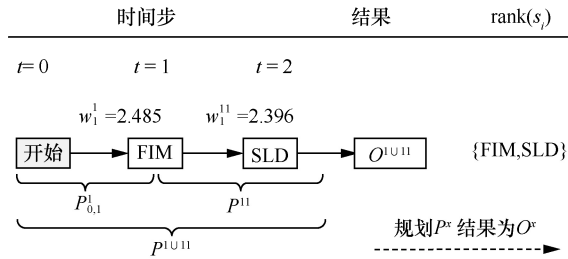 时间步 结果 rank(s_i)
t=0 t=1 t=2
w_1^1=2.485 w_1^{11}=2.396
开始 FIM SLD O^{1∪11} {FIM,SLD}
P_{0,1}^1 P^{11}
规划P^x 结果为O^x
P^{1∪11}